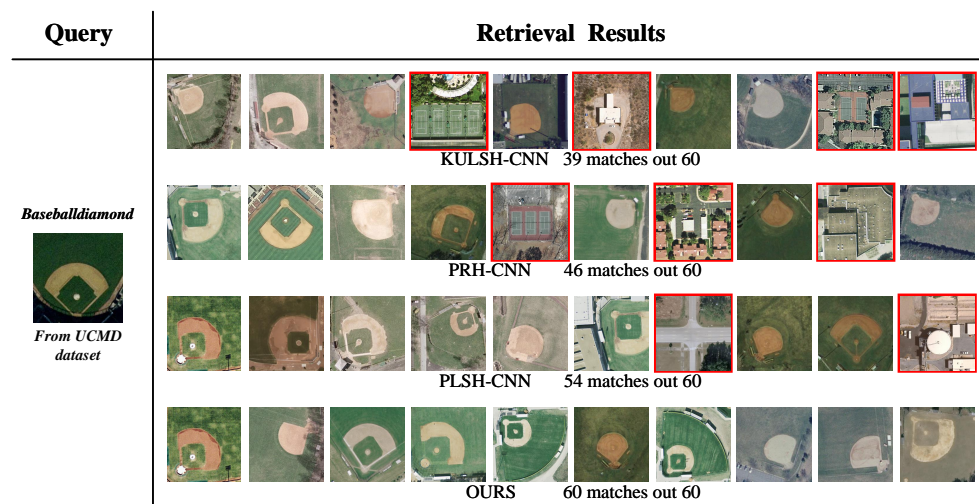 Query
Retrieval Results
KULSH-CNN 39 matches out 60
Baseballdiamond
PRH-CNN 46 matches out 60
From UCMD
dataset
PLSH-CNN 54 matches out 60
OURS 60 matches out 60